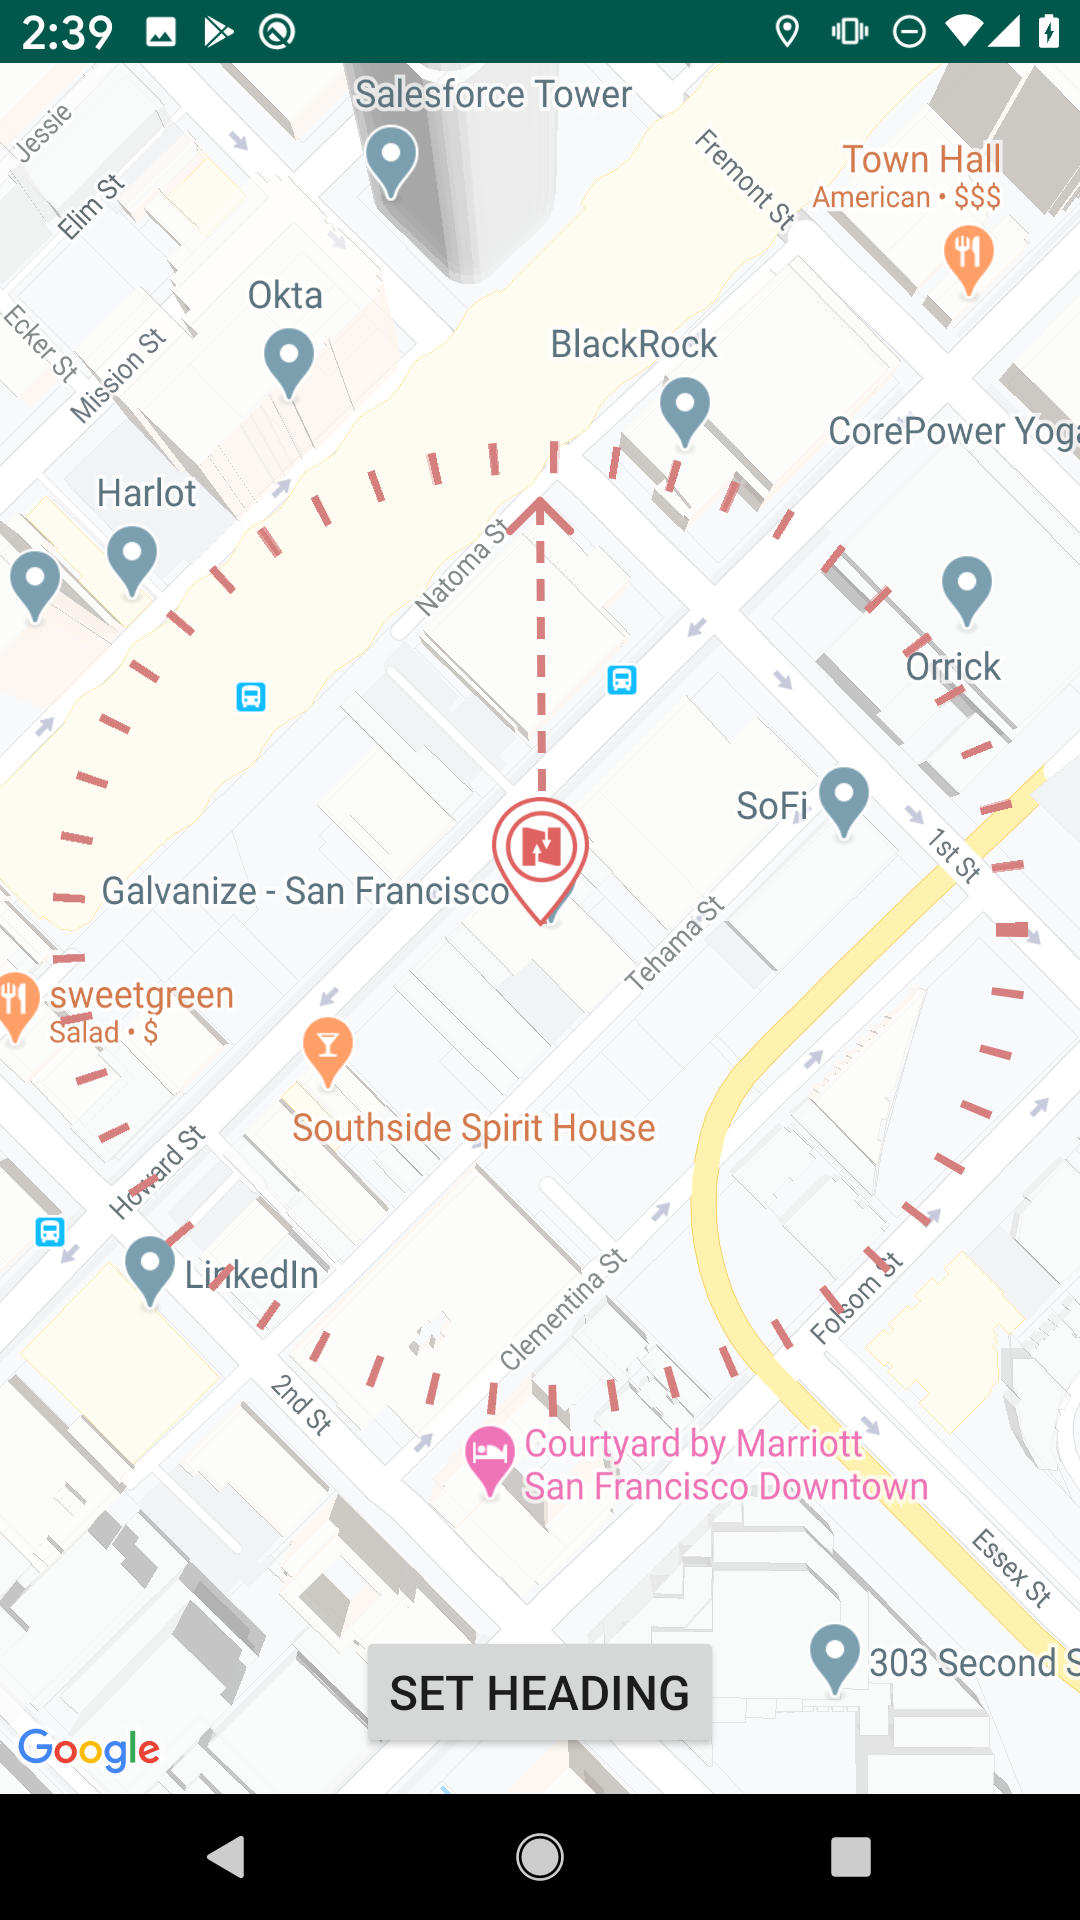 2:39
Salesforce Tower
Jessie
Fremont St
Town Hall
American • $$$
Elim St
Okta
Ecker St
Mission St
BlackRock
CorePower Yoga
Harlot
Natoma St
Orrick
SoFi
1st St
Galvanize - San Francisco
N
Tehama St
sweetgreen
Salad • $
Southside Spirit House
Howard St
LinkedIn
Clementina St
Folsom St
2nd St
Courtyard by Marriott
San Francisco Downtown
Essex St
303 Second S
SET HEADING
Google